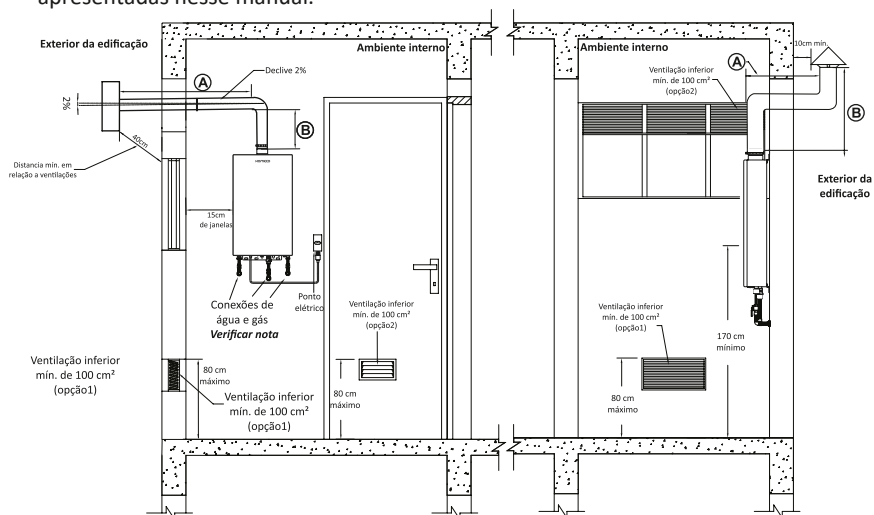 apresentadas nesse manual.
Exterior da edificação
Ambiente interno
Declive 2%
A
2%
B
40cm
Distancia mín. em
relação a ventilações
15cm
de janelas
Conexões de
água e gás
Verificar nota
Ponto
elétrico
Ventilação inferior
mín. de 100 cm²
(opção2)
80 cm
máximo
Ventilação inferior
mín. de 100 cm²
(opção1)
80 cm
máximo
Ventilação inferior
mín. de 100 cm²
(opção1)
Ambiente interno
10cm mín.
A
Ventilação inferior
mín. de 100 cm²
(opção2)
B
Exterior da
edificação
Ventilação inferior
mín. de 100 cm²
(opção1)
170 cm
mínimo
80 cm
máximo